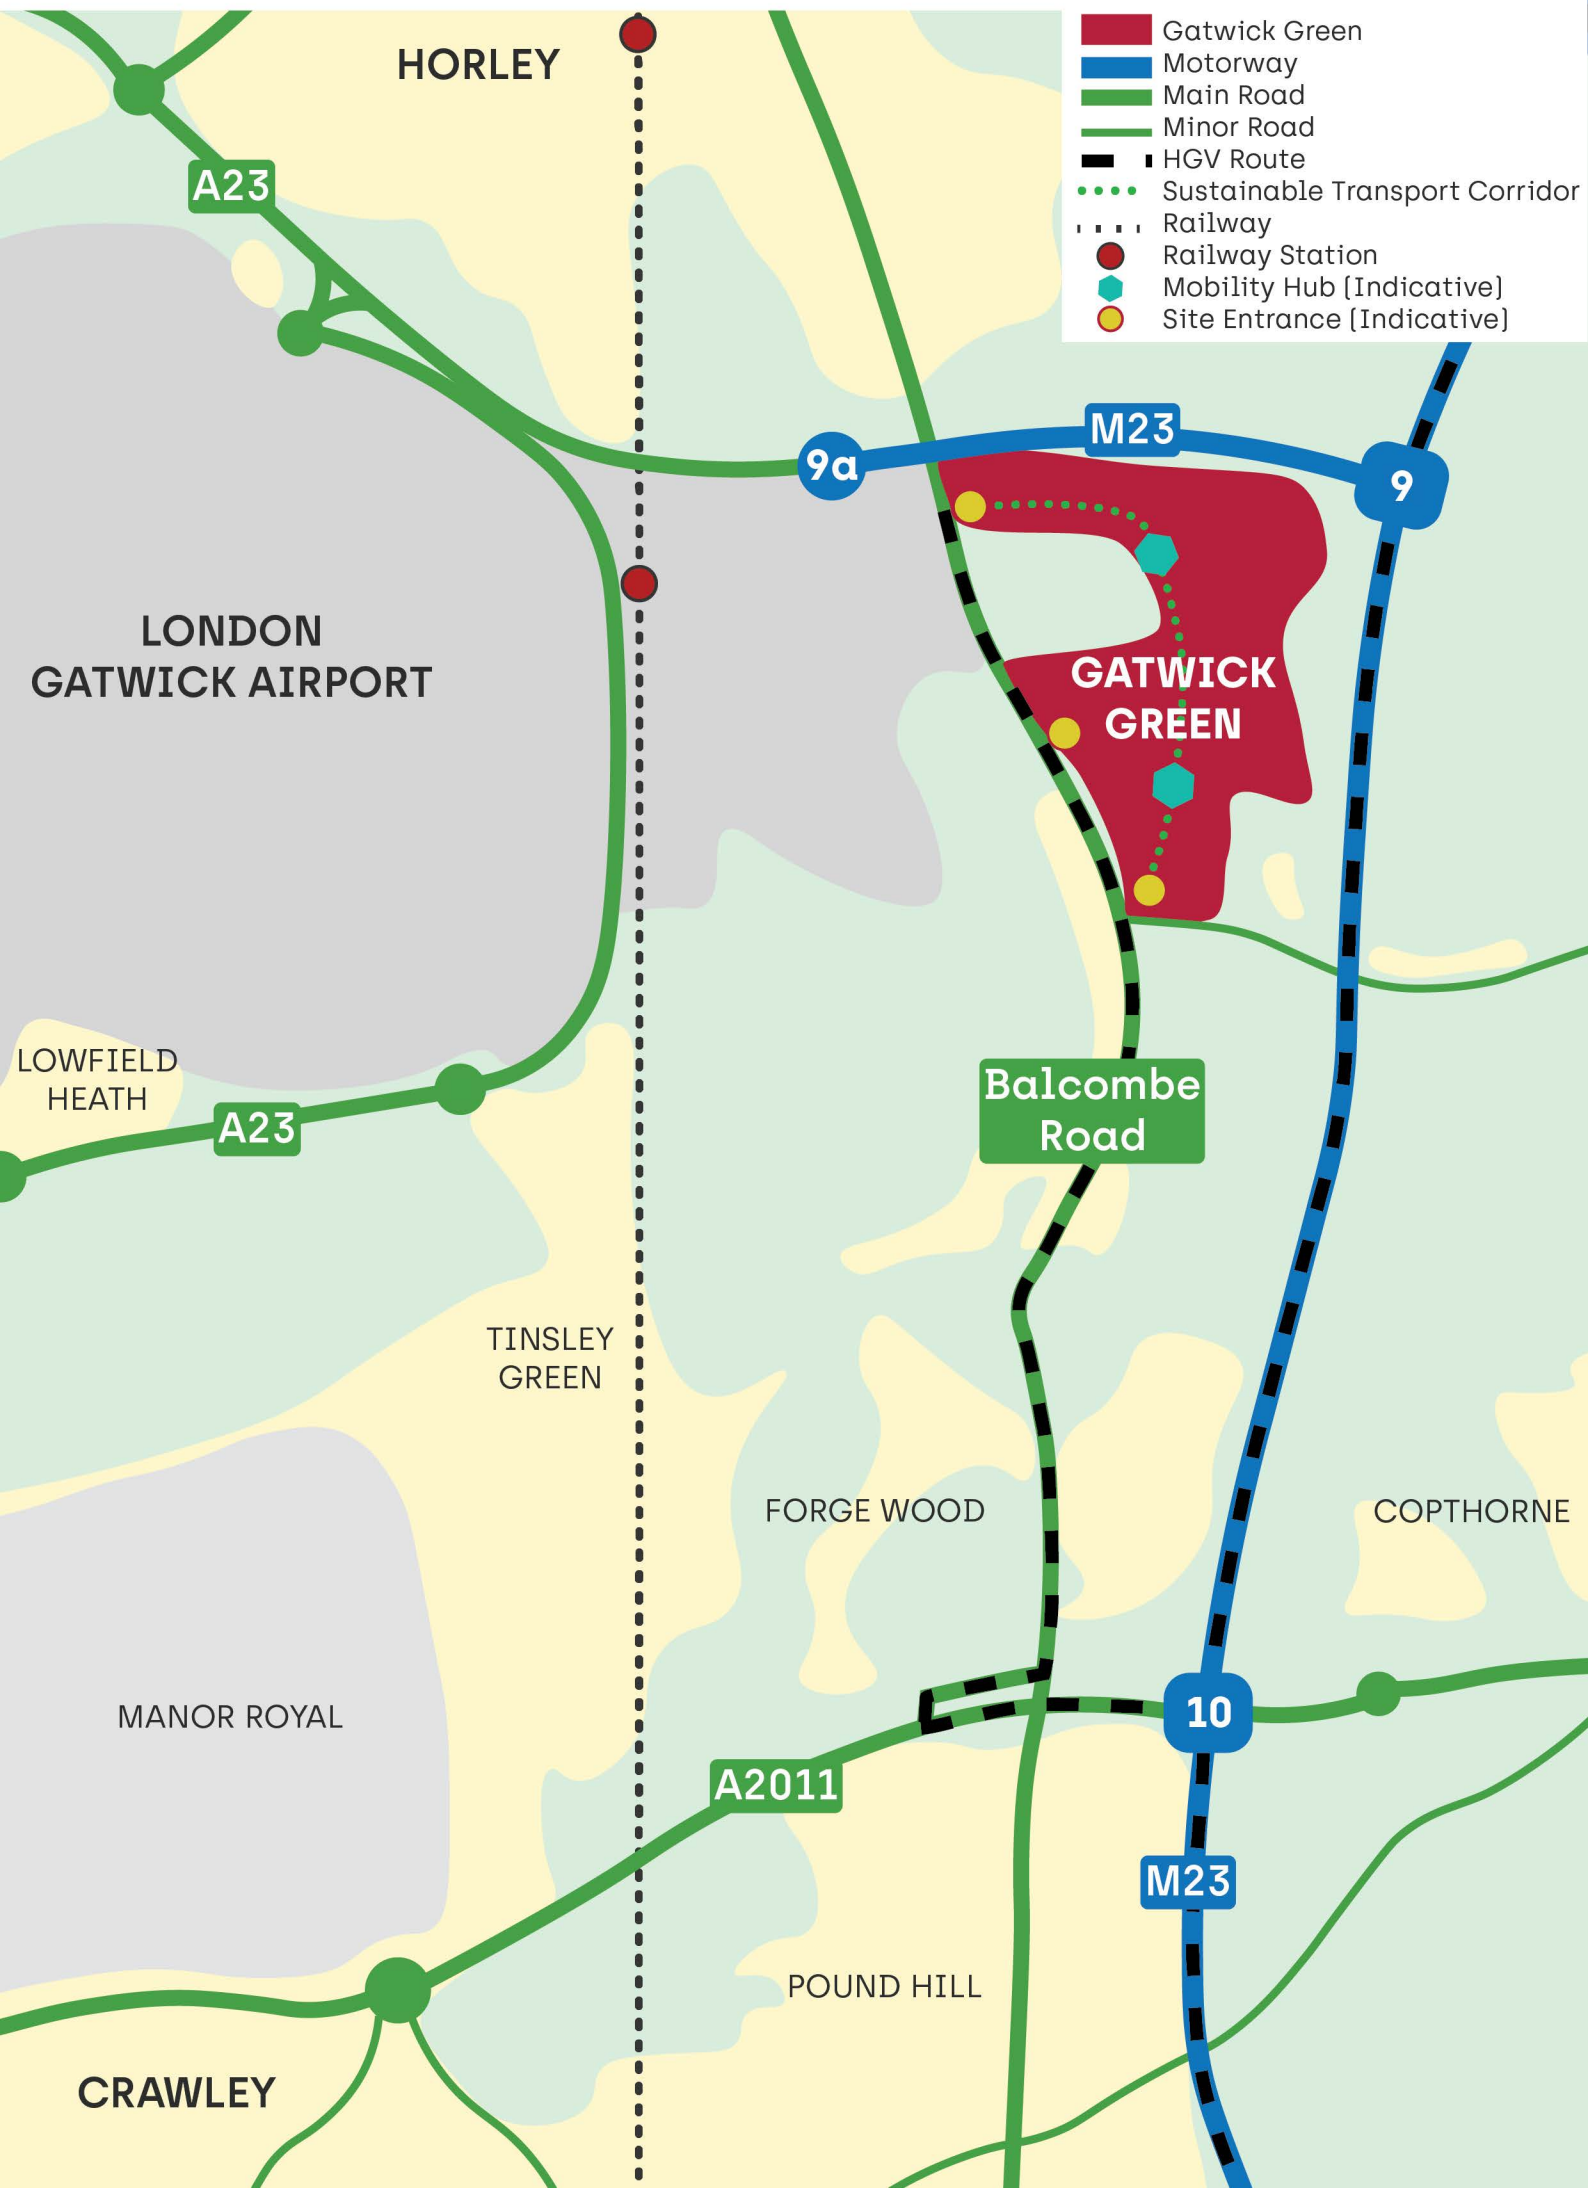 HORLEY
Gatwick Green
Motorway
Main Road
Minor Road
HGV Route
Sustainable Transport Corridor
Railway
Railway Station
Mobility Hub (Indicative)
Site Entrance (Indicative)
A23
M23
9a
9
LONDON
GATWICK AIRPORT
GATWICK
GREEN
LOWFIELD
HEATH
A23
Balcombe
Road
TINSLEY
GREEN
FORGE WOOD
COPTHORNE
MANOR ROYAL
10
A2011
M23
POUND HILL
CRAWLEY